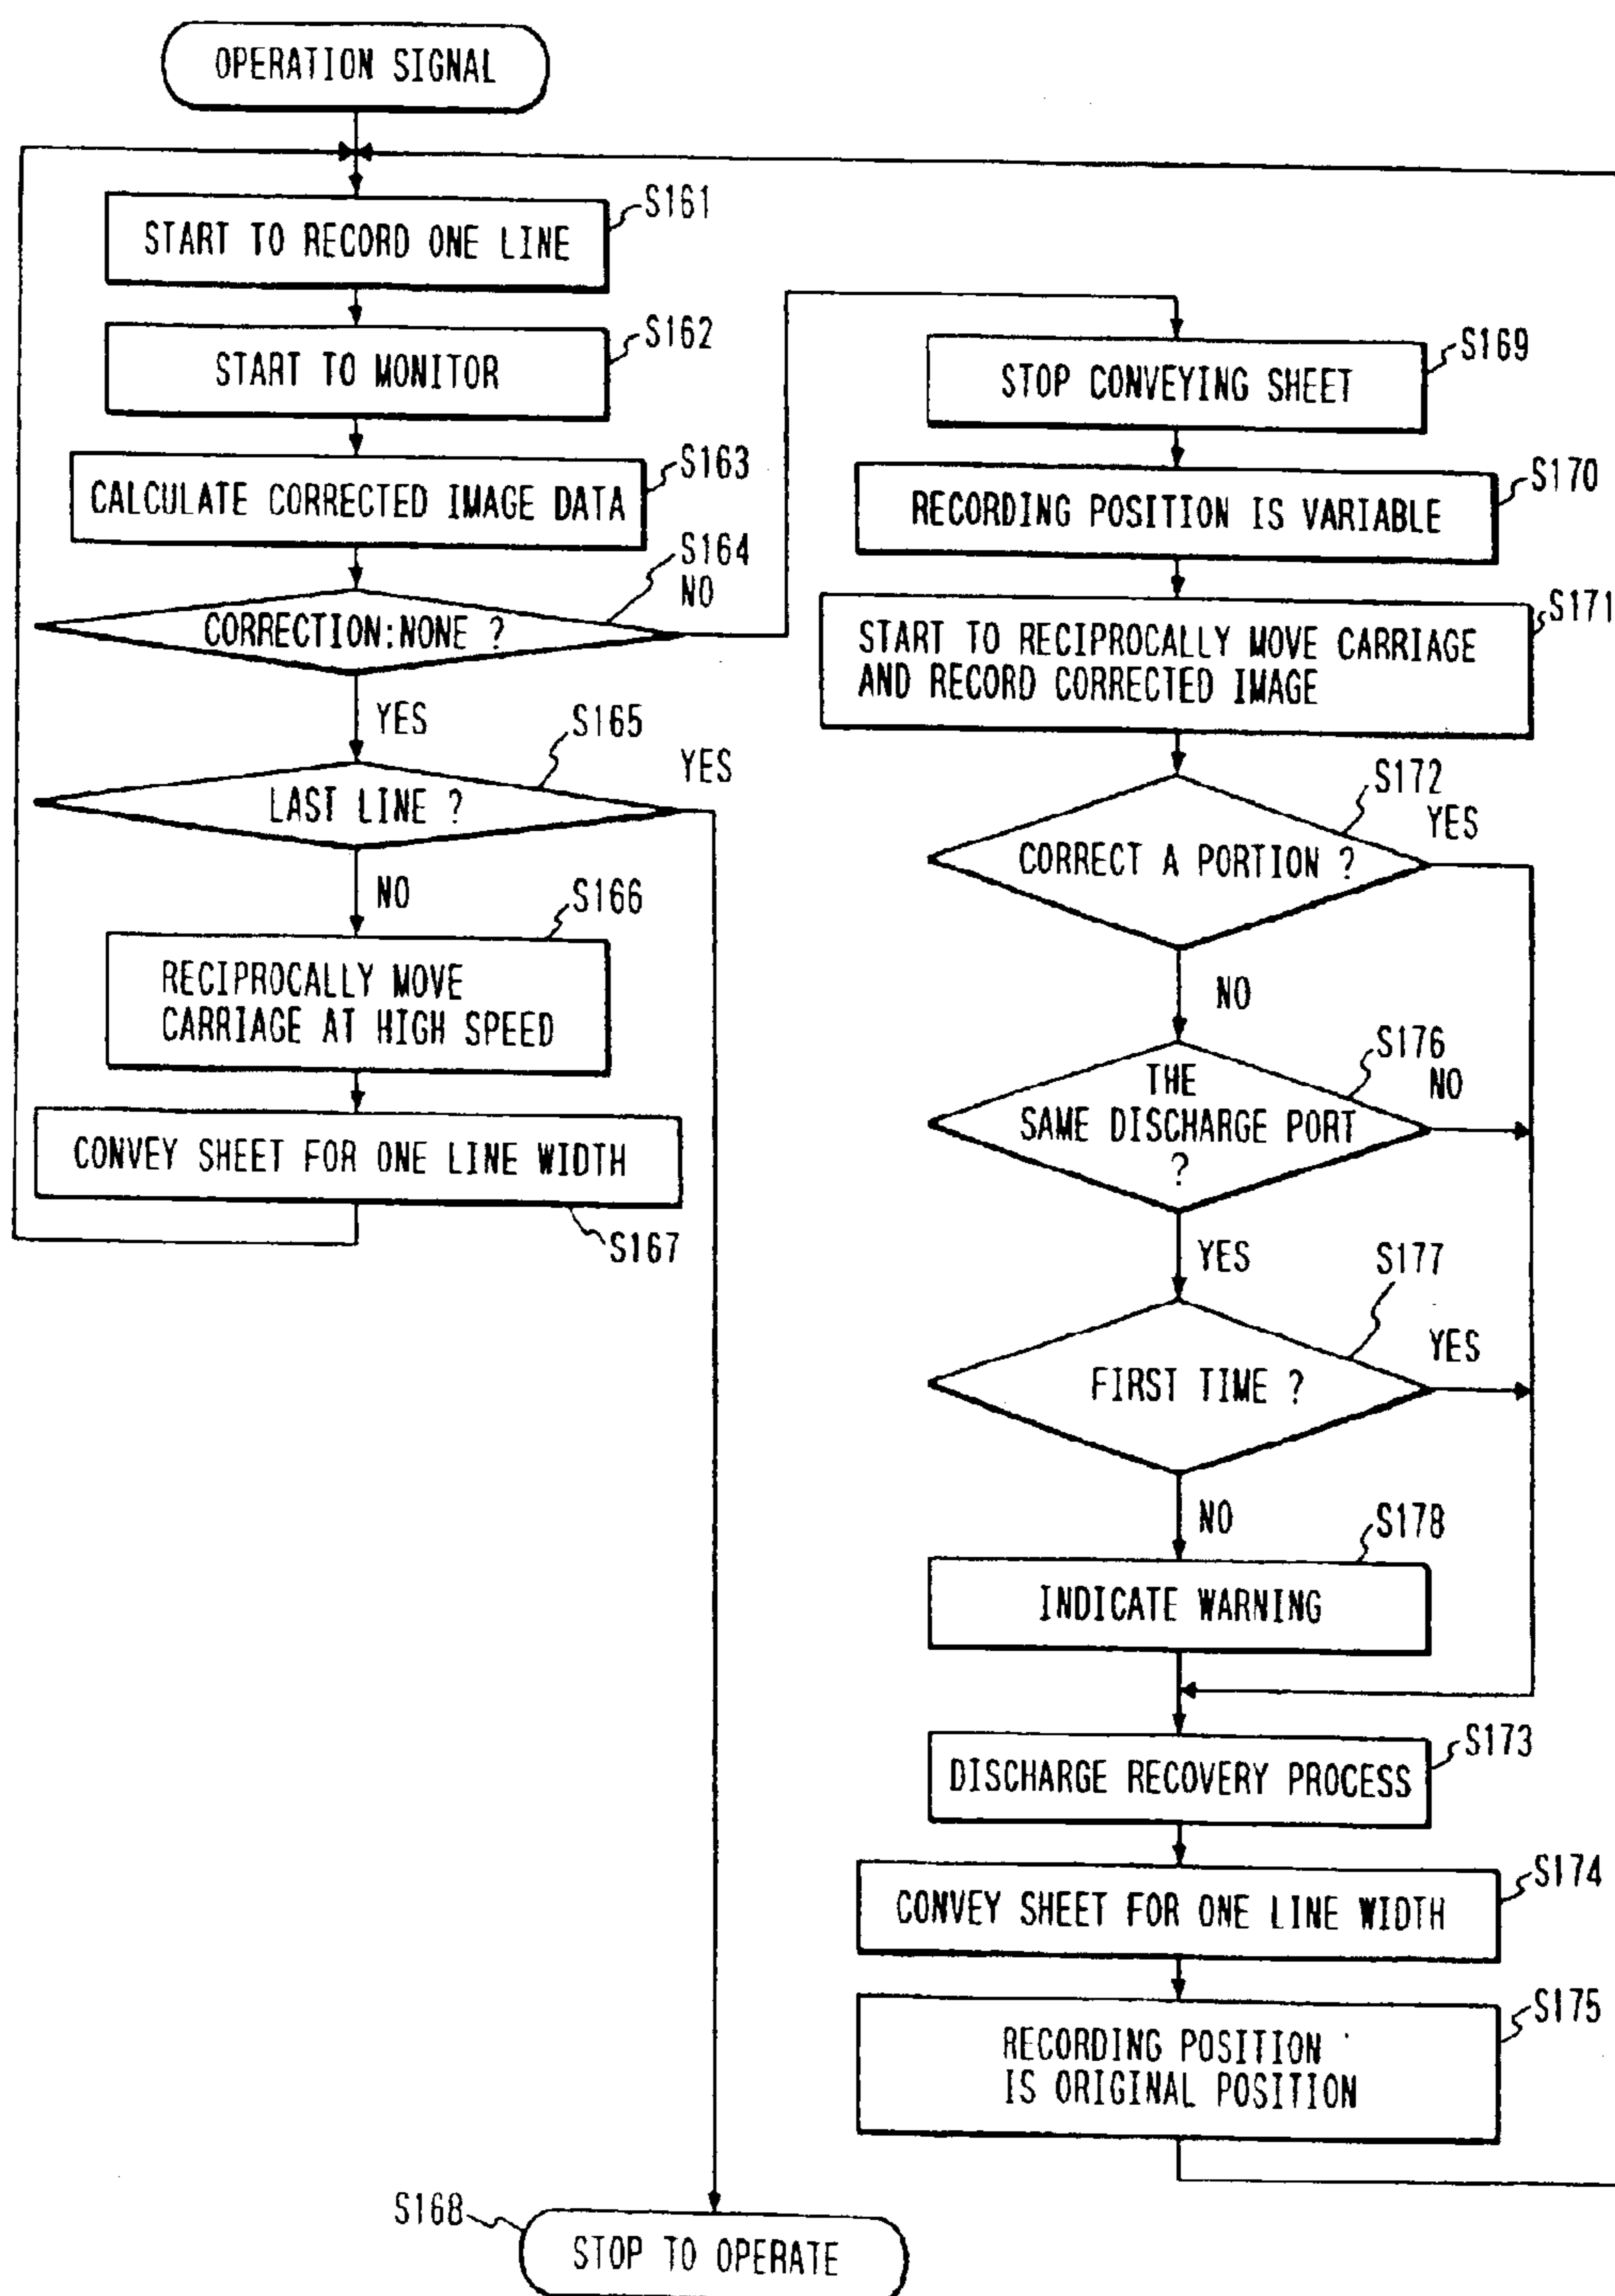 OPERATION SIGNAL
S161
START TO RECORD ONE LINE
S162
START TO MONITOR
S163
CALCULATE CORRECTED IMAGE DATA
S164
NO
CORRECTION:NONE ?
YES
S165
YES
LAST LINE ?
NO
S166
RECIPROCALLY MOVE
CARRIAGE AT HIGH SPEED
CONVEY SHEET FOR ONE LINE WIDTH
S167
S169
STOP CONVEYING SHEET
S170
RECORDING POSITION IS VARIABLE
S171
START TO RECIPROCALLY MOVE CARRIAGE
AND RECORD CORRECTED IMAGE
S172
YES
CORRECT A PORTION ?
NO
S176
NO
THE
SAME DISCHARGE PORT
?
YES
S177
YES
FIRST TIME ?
NO
S178
INDICATE WARNING
S173
DISCHARGE RECOVERY PROCESS
S174
CONVEY SHEET FOR ONE LINE WIDTH
S175
RECORDING POSITION
IS ORIGINAL POSITION
S168
STOP TO OPERATE